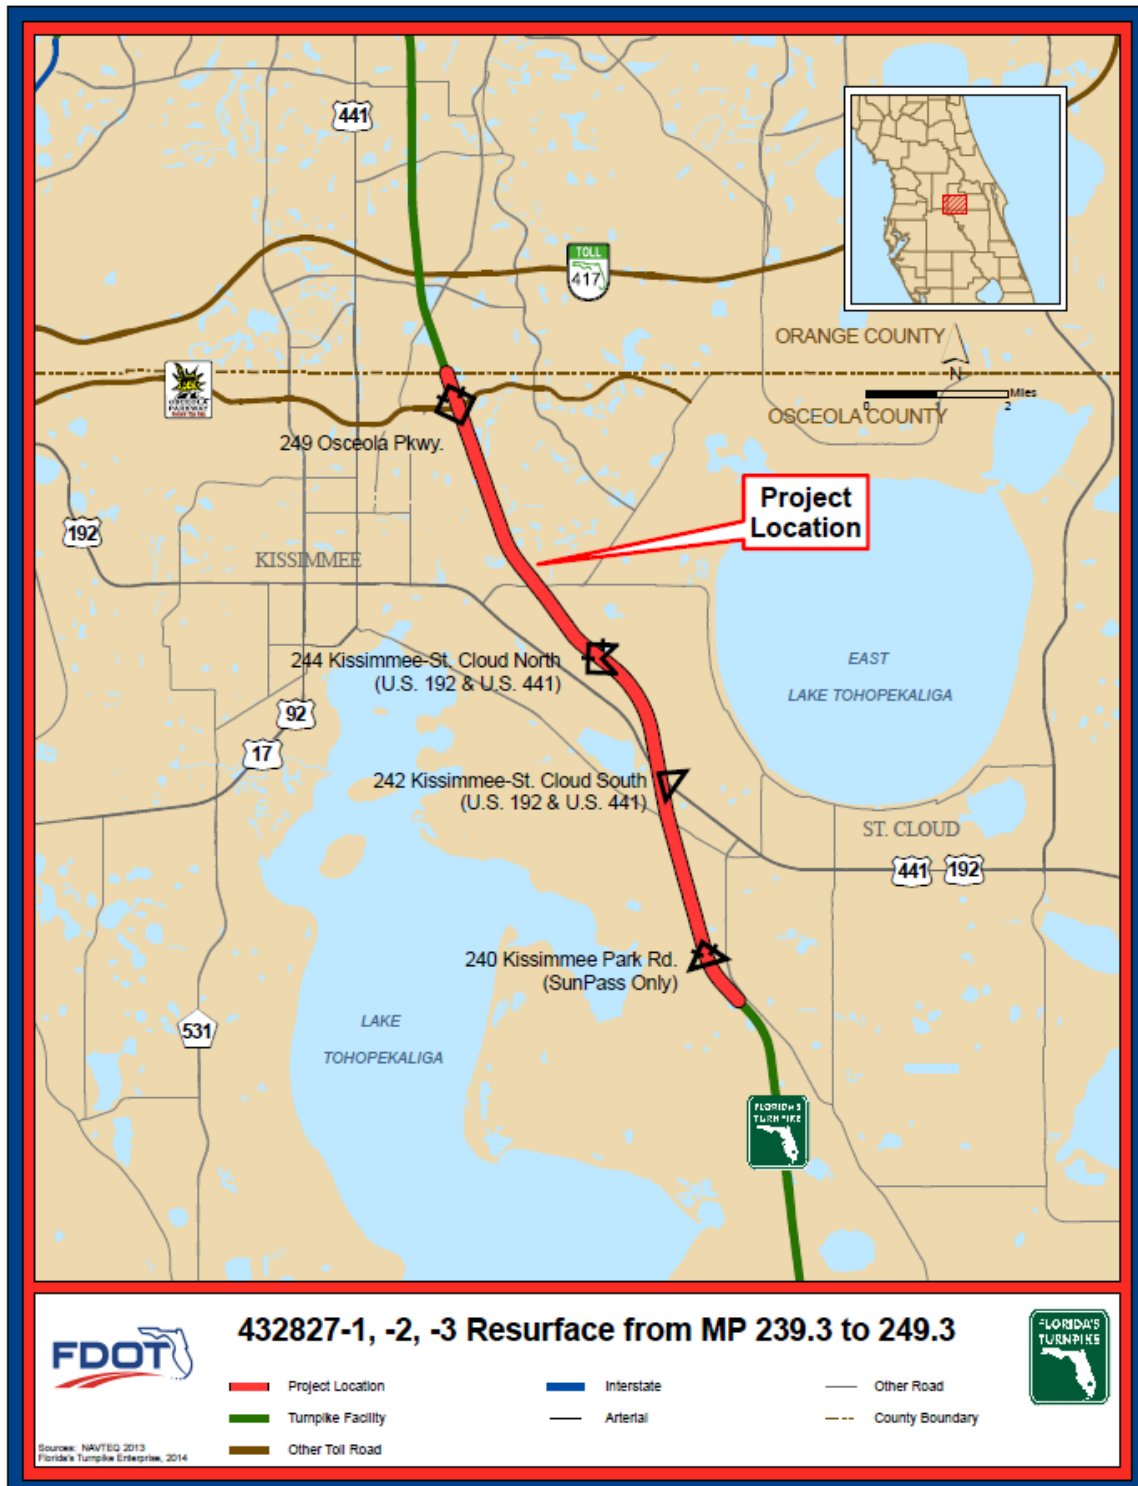 441
TOLL
417
ORANGE COUNTY
N
Miles
0 1 2
OSCEOLA COUNTY
OSCEOLA
PARKWAY
249 Osceola Pkwy.
Project
Location
192
KISSIMMEE
244 Kissimmee-St. Cloud North
(U.S. 192 & U.S. 441)
EAST
LAKE TOHOPEKALIGA
92
17
242 Kissimmee-St. Cloud South
(U.S. 192 & U.S. 441)
ST. CLOUD
441 192
240 Kissimmee Park Rd.
(SunPass Only)
LAKE
TOHOPEKALIGA
531
FLORIDA'S
TURNPIKE
432827-1, -2, -3 Resurface from MP 239.3 to 249.3
FDOT
FLORIDA'S
TURNPIKE
Project Location
Interstate
Other Road
Turnpike Facility
Arterial
County Boundary
Other Toll Road
Sources: NAVTEQ 2013
Florida's Turnpike Enterprise, 2014